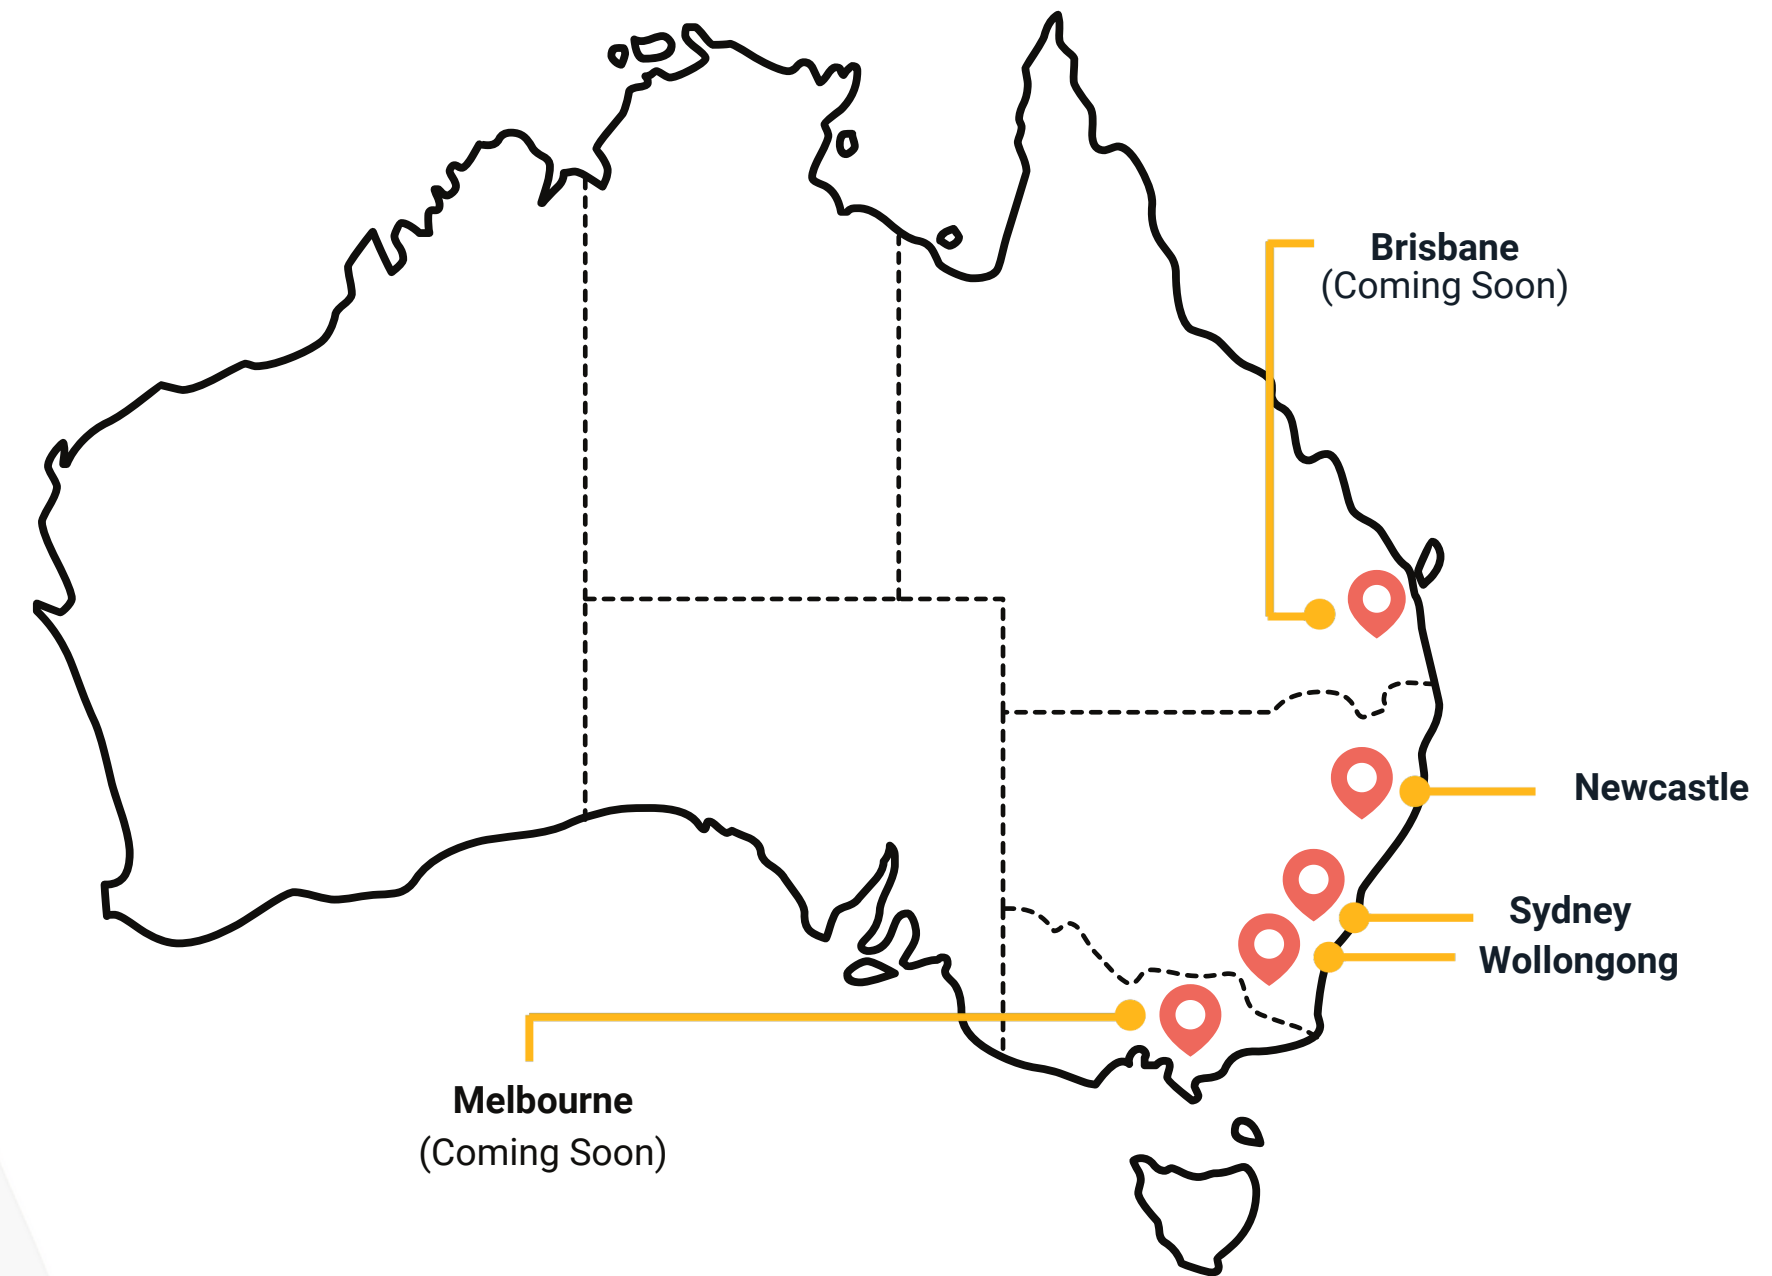 Brisbane
(Coming Soon)
Newcastle
Sydney
Wollongong
Melbourne
(Coming Soon)